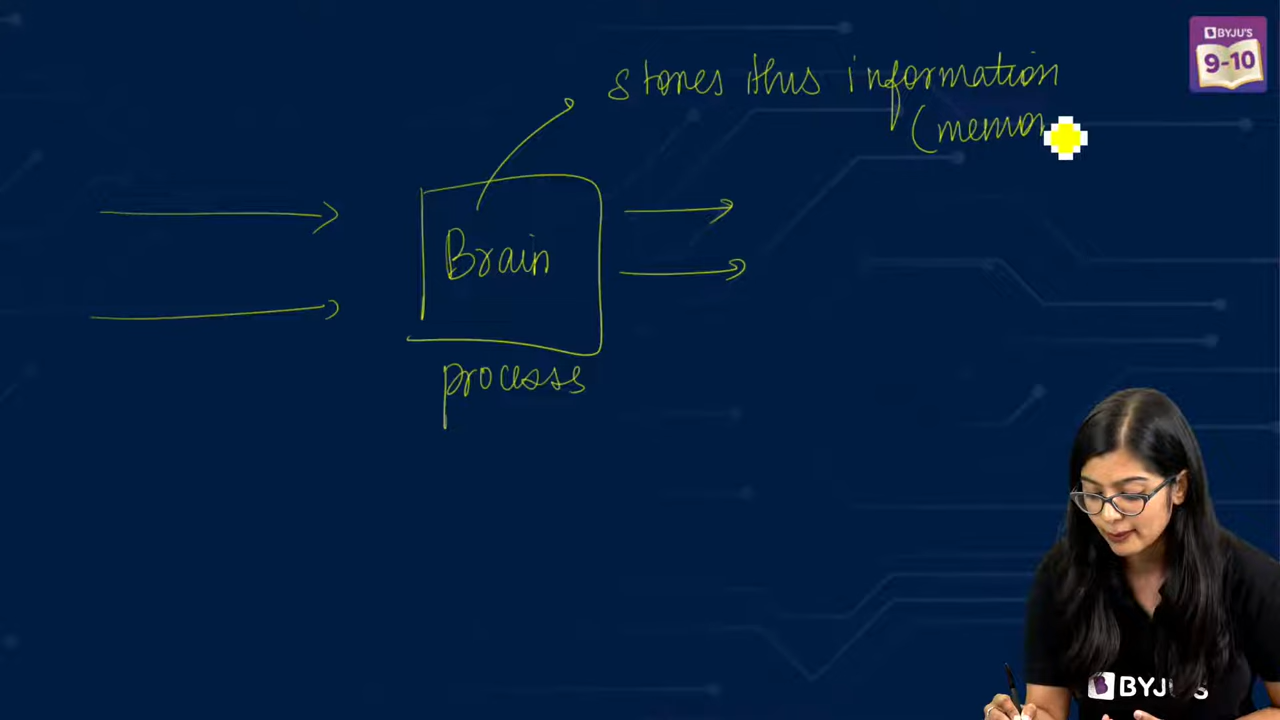 BYJU'S
9-10
stores this information
(memor
Brain
process
BYJU'S